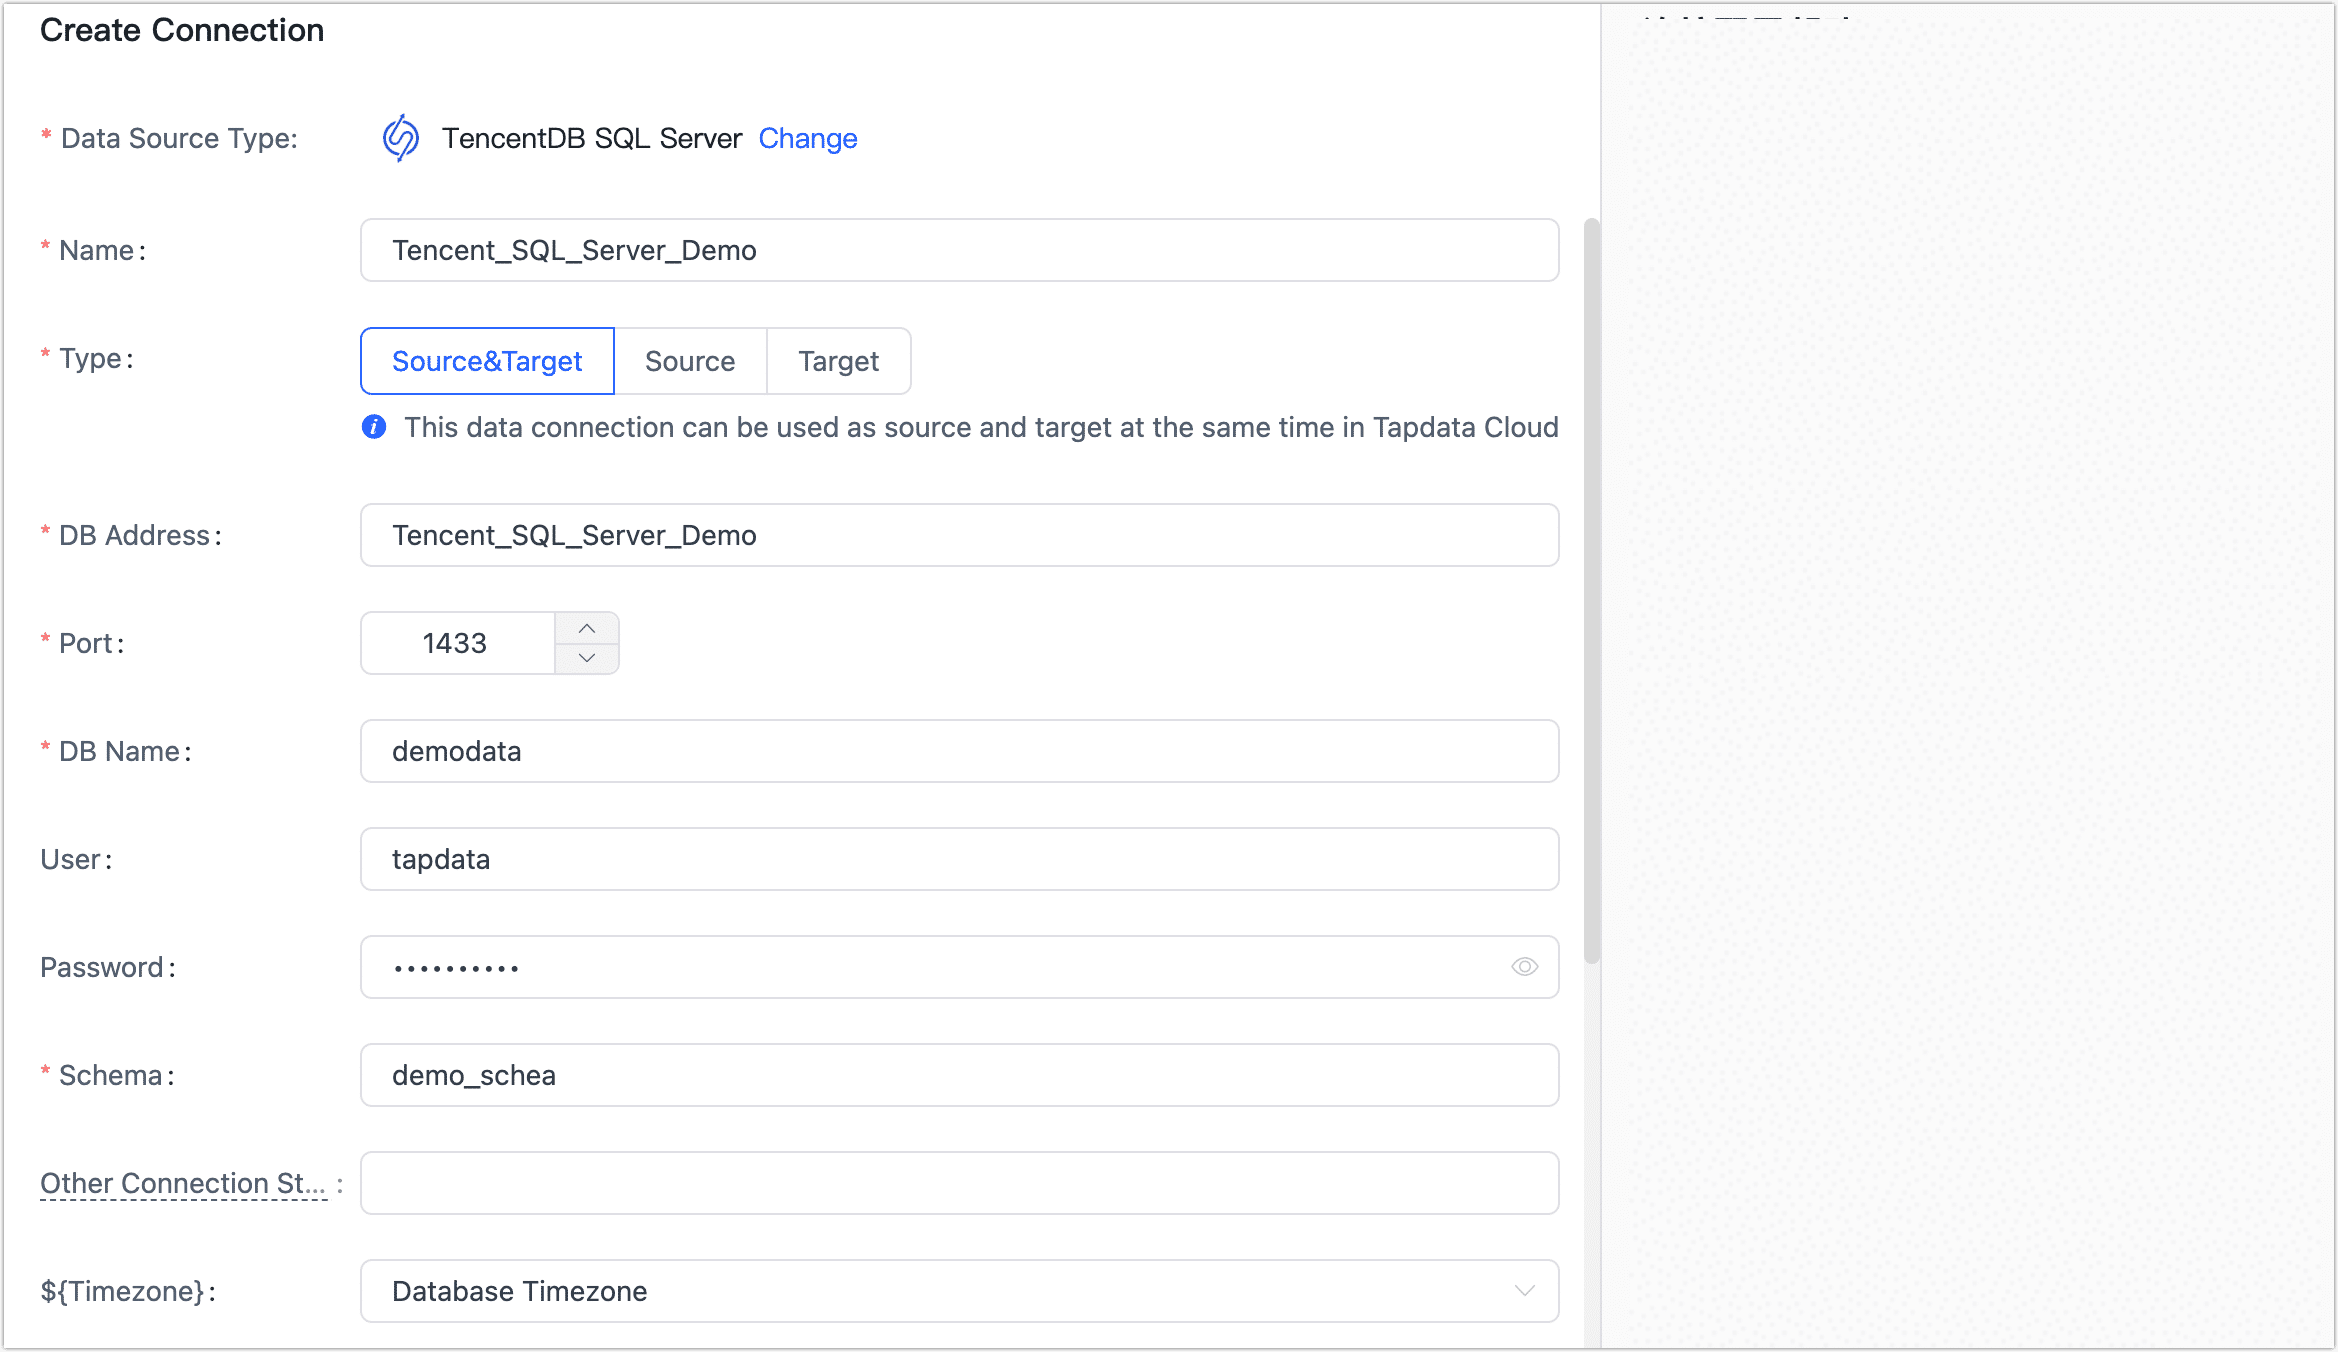 Create Connection
* Data Source Type: TencentDB SQL Server Change
* Name: Tencent_SQL_Server_Demo
* Type: Source&Target Source Target
This data connection can be used as source and target at the same time in Tapdata Cloud
* DB Address: Tencent_SQL_Server_Demo
* Port: 1433
* DB Name: demodata
User: tapdata
Password: ••••••••••
* Schema: demo_schea
Other Connection St... :
${Timezone}: Database Timezone